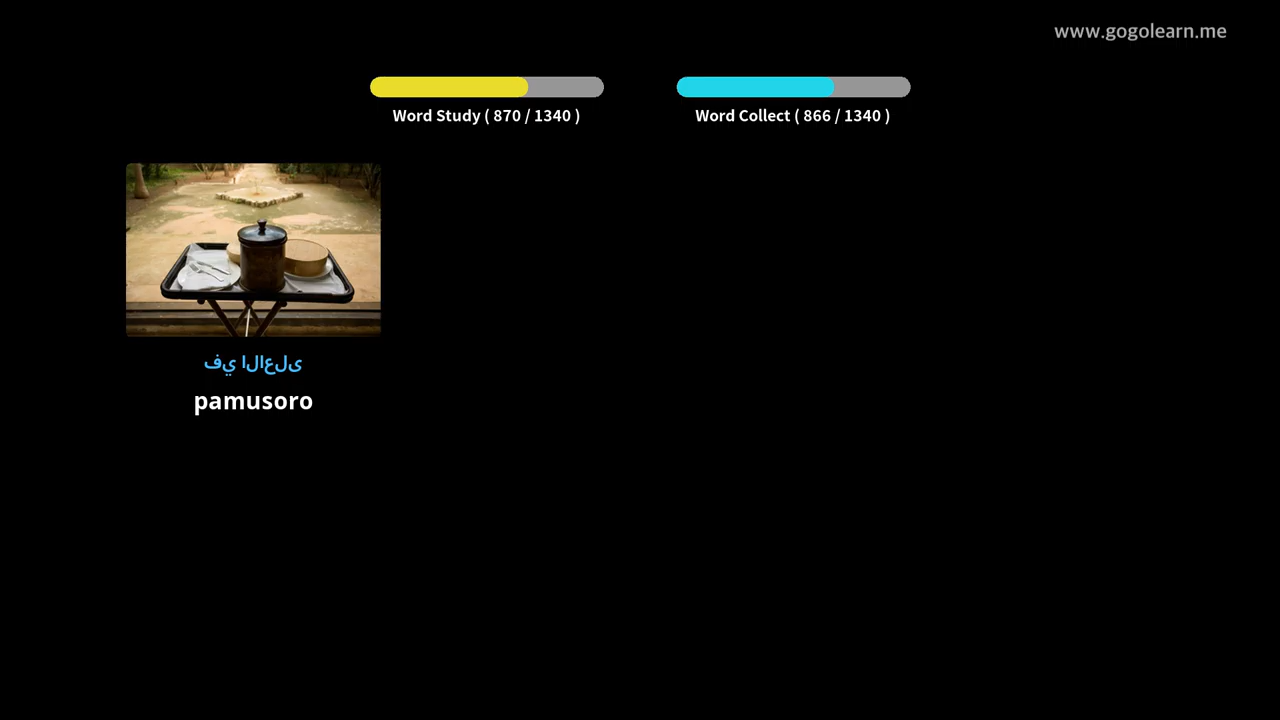 www.gogolearn.me
Word Study ( 870 / 1340 )
Word Collect ( 866 / 1340 )
في الاعلى
pamusoro